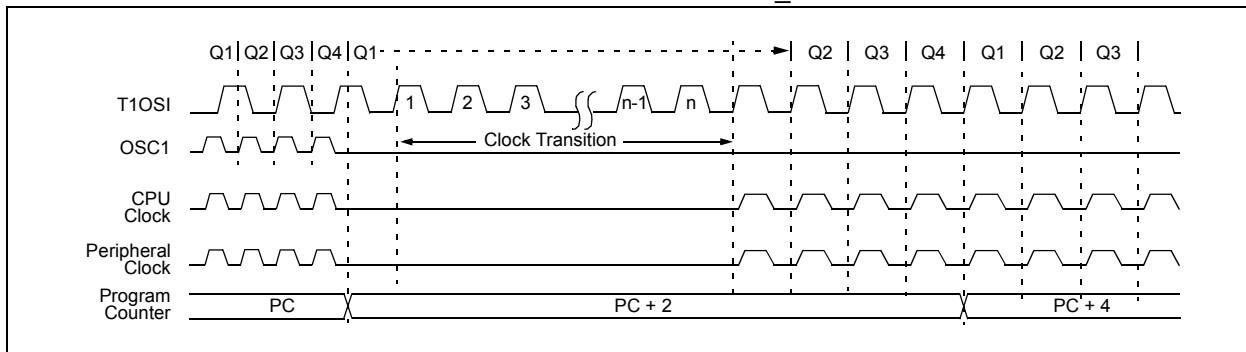 Q1 Q2 Q3 Q4 Q1 Q2 Q3 Q4 Q1 Q2 Q3
T1OSI 1 2 3 n-1 n
Clock Transition
OSC1
CPU
Clock
Peripheral
Clock
Program
Counter
PC PC + 2 PC + 4